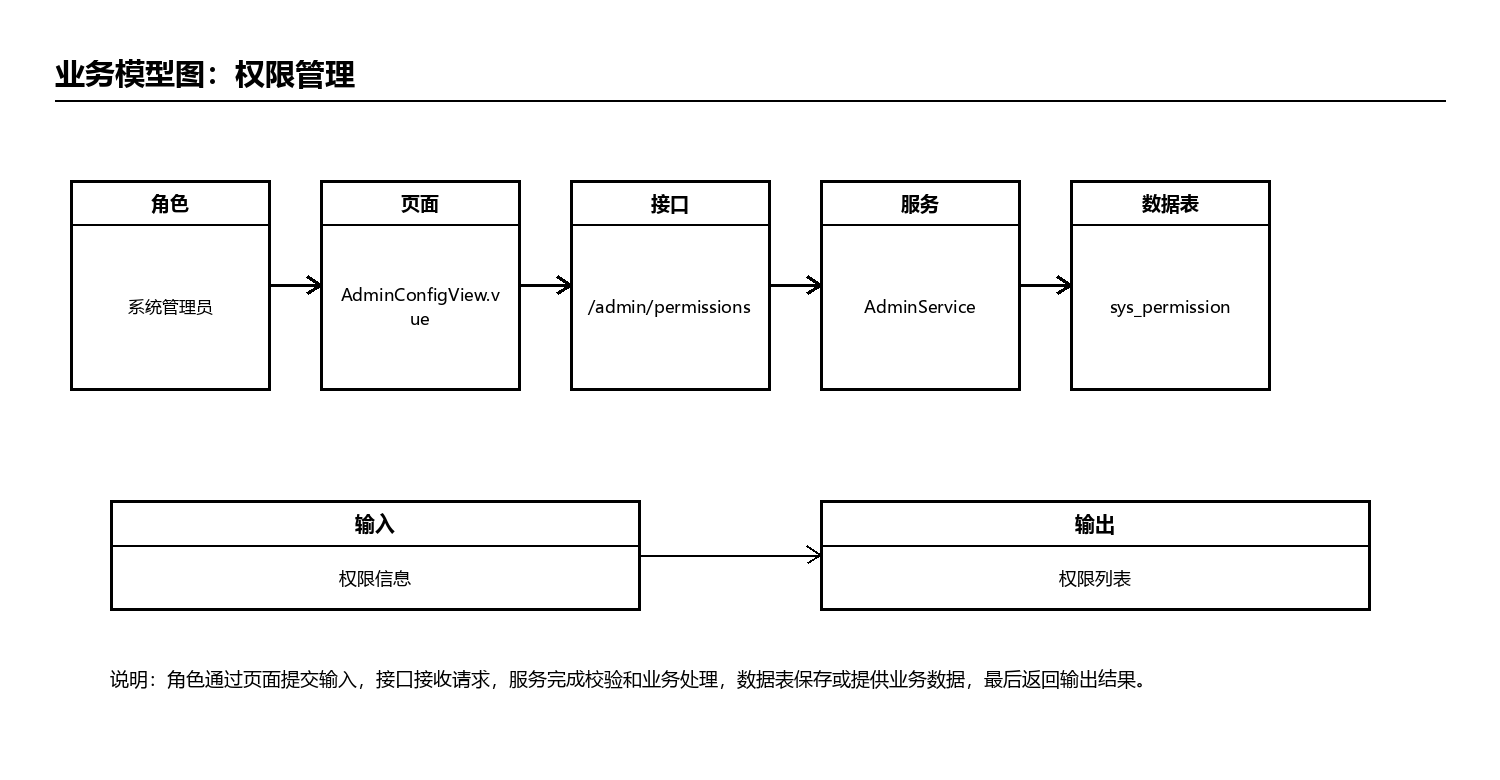 业务模型图：权限管理
角色
页面
接口
服务
数据表
系统管理员
AdminConfigView.v
ue
/admin/permissions
AdminService
sys_permission
输入
输出
权限信息
权限列表
说明：角色通过页面提交输入，接口接收请求，服务完成校验和业务处理，数据表保存或提供业务数据，最后返回输出结果。